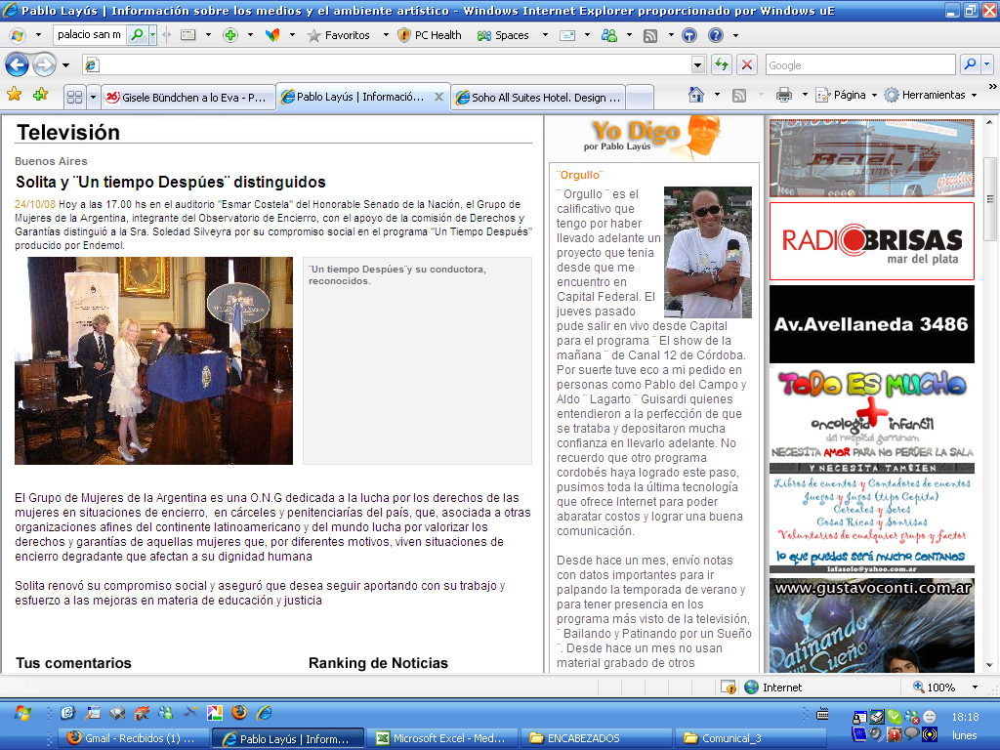 Pablo Layús | Información sobre los medios y el ambiente artístico - Windows Internet Explorer proporcionado por Windows uE
palacio san m
Favoritos
PC Health
Spaces
Google
Gisele Bündchen a lo Eva - P...
Pablo Layús | Informació...
Soho All Suites Hotel. Design ...
Página
Herramientas
Televisión
Buenos Aires
Solita y ¨Un tiempo Despúes¨ distinguidos
24/10/08 Hoy a las 17.00 hs en el auditorio "Esmar Costela" del Honorable Senado de la Nación, el Grupo de
Mujeres de la Argentina, integrante del Observatorio de Encierro, con el apoyo de la comisión de Derechos y
Garantías distinguió a la Sra. Soledad Silveyra por su compromiso social en el programa "Un Tiempo Después"
producido por Endemol.
¨Un tiempo Despúes¨y su conductora,
reconocidos.
El Grupo de Mujeres de la Argentina es una O.N.G dedicada a la lucha por los derechos de las
mujeres en situaciones de encierro, en cárceles y penitenciarías del país, que, asociada a otras
organizaciones afines del continente latinoamericano y del mundo lucha por valorizar los
derechos y garantías de aquellas mujeres que, por diferentes motivos, viven situaciones de
encierro degradante que afectan a su dignidad humana
Solita renovó su compromiso social y aseguró que desea seguir aportando con su trabajo y
esfuerzo a las mejoras en materia de educación y justicia
Tus comentarios
Ranking de Noticias
Yo Digo
por Pablo Layús
¨Orgullo¨
¨ Orgullo ¨ es el
calificativo que
tengo por haber
llevado adelante un
proyecto que tenia
desde que me
encuentro en
Capital Federal. El
jueves pasado
pude salir en vivo desde Capital
para el programa ¨ El show de la
mañana ¨ de Canal 12 de Córdoba.
Por suerte tuve eco a mi pedido en
personas como Pablo del Campo y
Aldo ¨ Lagarto ¨ Guisardi quienes
entendieron a la perfección de que
se trataba y depositaron mucha
confianza en llevarlo adelante. No
recuerdo que otro programa
cordobés haya logrado este paso,
pusimos toda la última tecnología
que ofrece Internet para poder
abaratar costos y lograr una buena
comunicación.
Desde hace un mes, envío notas
con datos importantes para ir
palpando la temporada de verano y
para tener presencia en los
programa más visto de la televisión,
¨ Bailando y Patinando por un Sueño
¨. Desde hace un mes no usan
material grabado de otros
RADIO BRISAS
mar del plata
Av.Avellaneda 3486
TODO ES MUCHO
oncología infantil
del hospital garrahan
NECESITA AMOR PARA NO PERDER LA SALA
Y NECESITA TAMBIEN
Libros de cuentos y Contadores de cuentos
Juegos y Jugos (tipo Cepita)
Cereales y Seres
Cosas Ricas y Sonrisas
Voluntarios de cualquier grupo y factor
lo que puedas será mucho CONTANOS
lafasolo@yahoo.com.ar
www.gustavoconti.com.ar
Patinando
un Sueño
Internet
100%
Gmail - Recibidos (1) ...
Pablo Layús | Inform...
Microsoft Excel - Med...
ENCABEZADOS
Comunical_3
18:18
lunes